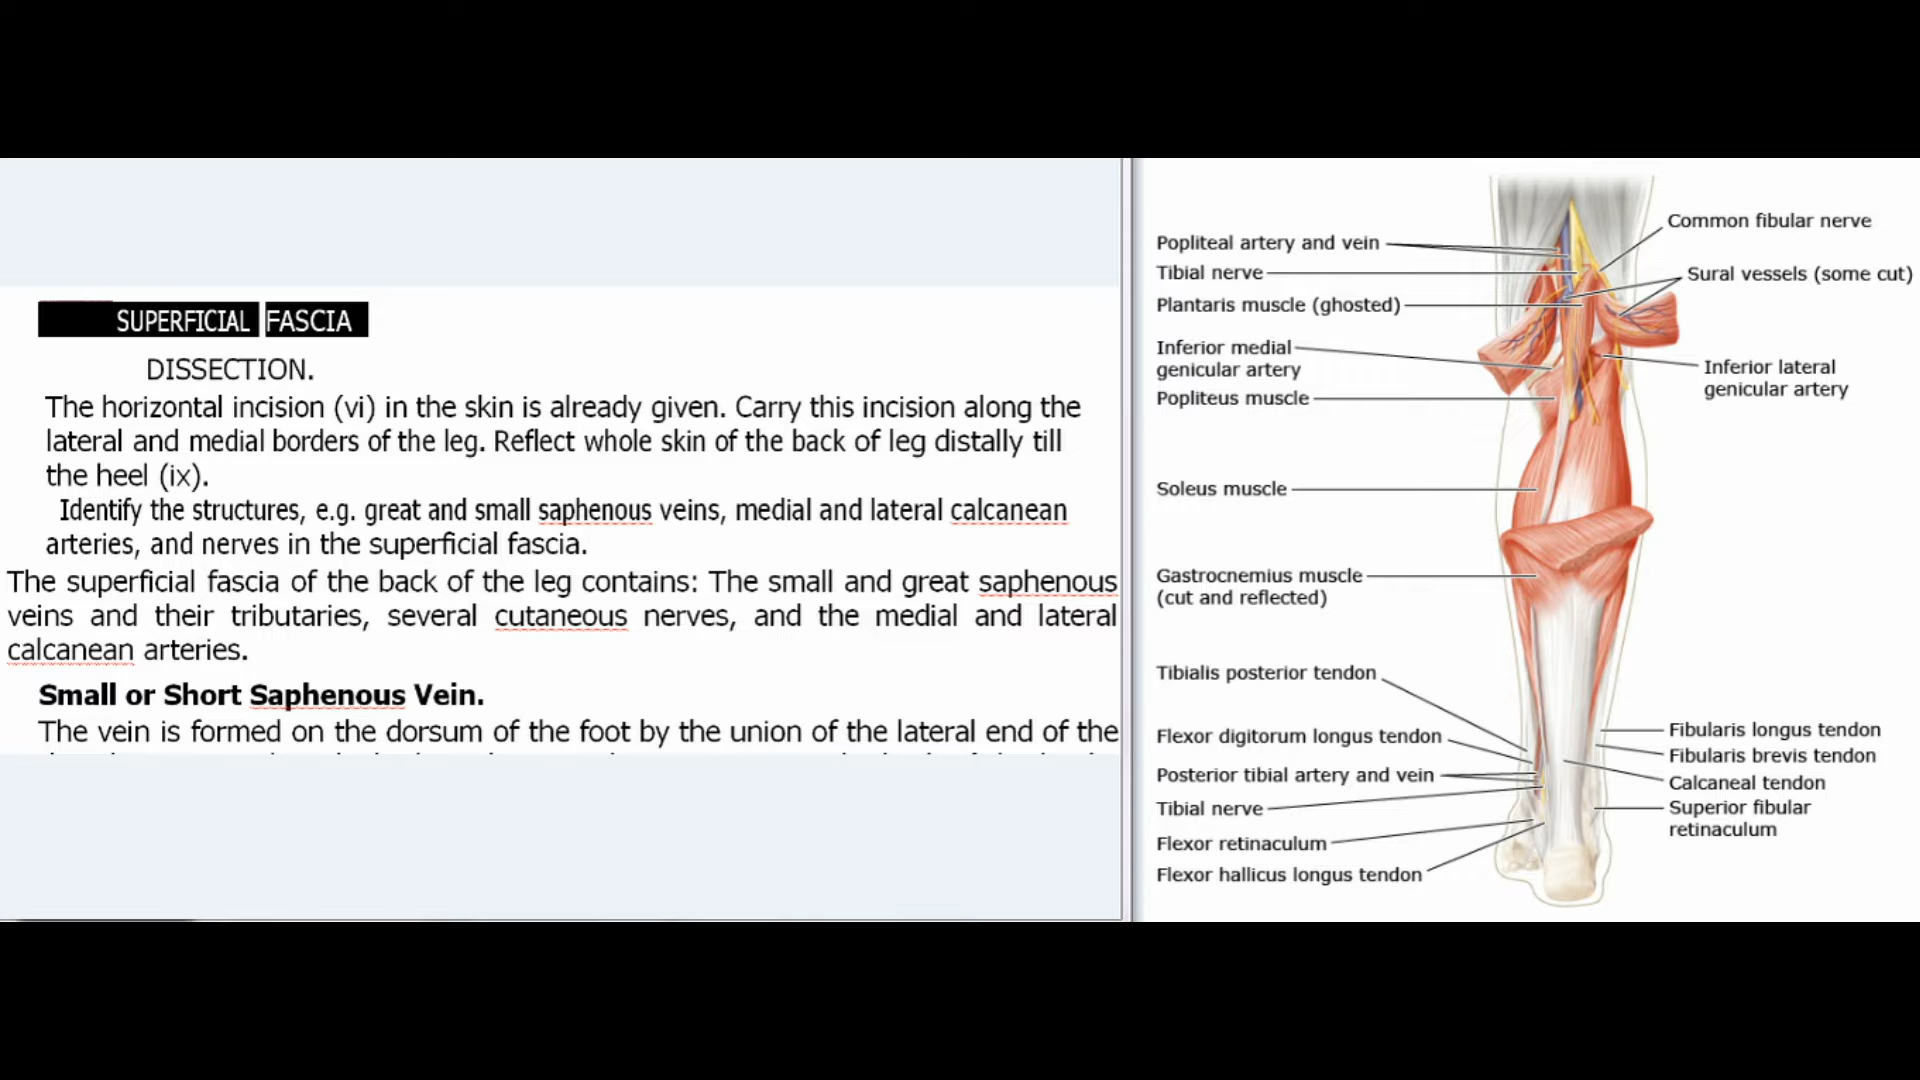 SUPERFICIAL FASCIA
DISSECTION.
The horizontal incision (vi) in the skin is already given. Carry this incision along the
lateral and medial borders of the leg. Reflect whole skin of the back of leg distally till
the heel (ix).
Identify the structures, e.g. great and small saphenous veins, medial and lateral calcanean
arteries, and nerves in the superficial fascia.
The superficial fascia of the back of the leg contains: The small and great saphenous
veins and their tributaries, several cutaneous nerves, and the medial and lateral
calcanean arteries.
Small or Short Saphenous Vein.
The vein is formed on the dorsum of the foot by the union of the lateral end of the
Popliteal artery and vein
Tibial nerve
Plantaris muscle (ghosted)
Inferior medial
genicular artery
Popliteus muscle
Soleus muscle
Gastrocnemius muscle
(cut and reflected)
Tibialis posterior tendon
Flexor digitorum longus tendon
Posterior tibial artery and vein
Tibial nerve
Flexor retinaculum
Flexor hallicus longus tendon
Common fibular nerve
Sural vessels (some cut)
Inferior lateral
genicular artery
Fibularis longus tendon
Fibularis brevis tendon
Calcaneal tendon
Superior fibular
retinaculum